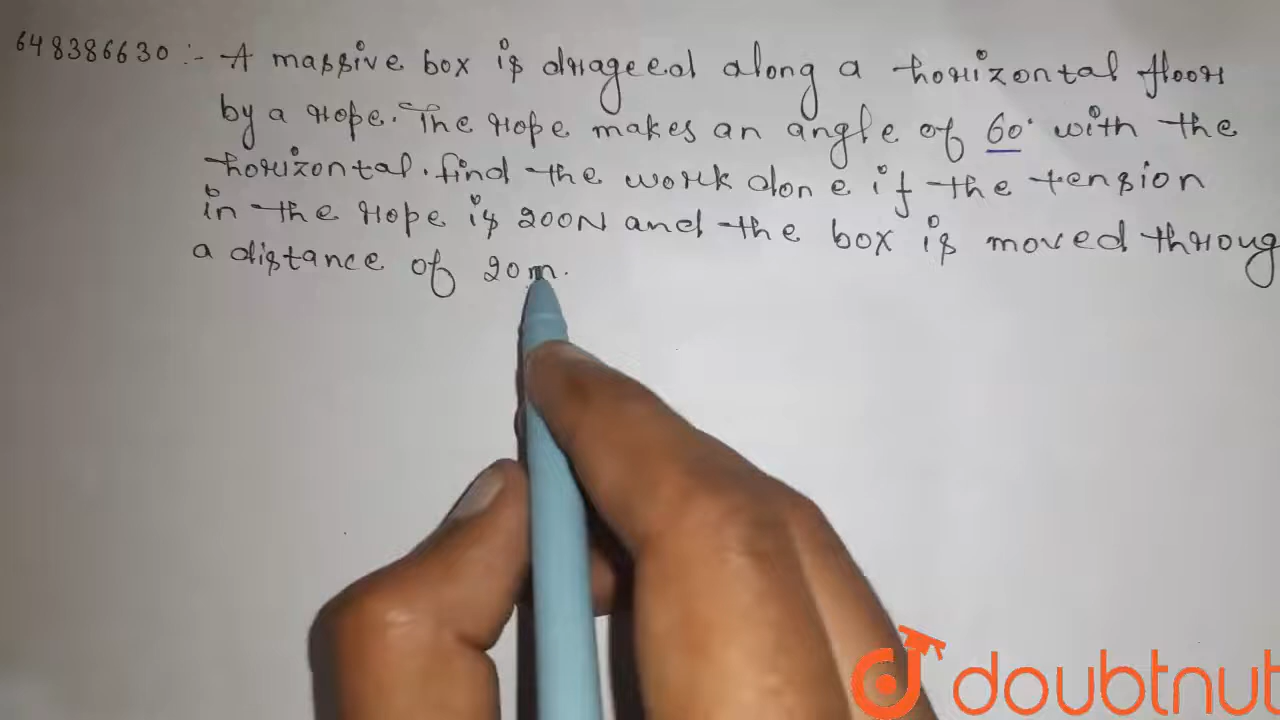 648386630 :- A massive box is drageed along a horizontal floor
by a rope. The rope makes an angle of 60° with the
horizontal. find the work done if the tension
in the rope is 200N and the box is moved throug
a distance of 20m.
doubtnut